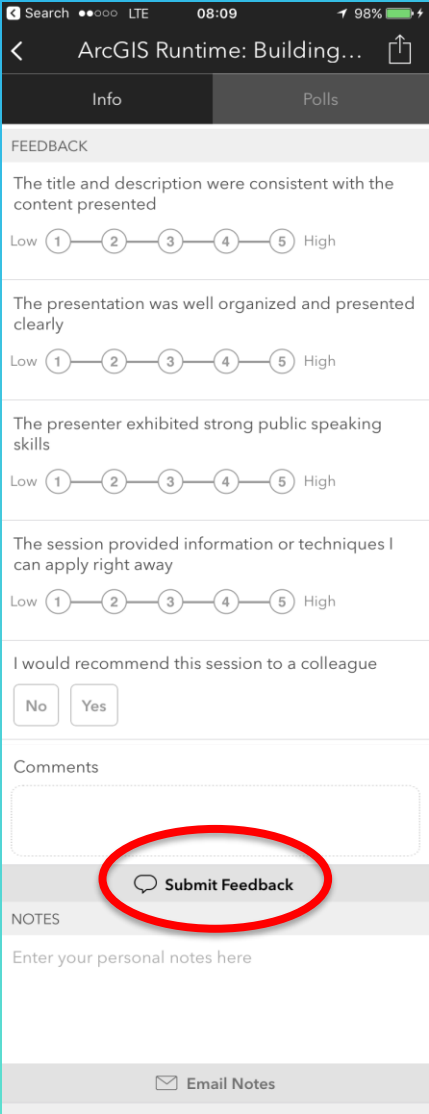 Search LTE 08:09 98%
ArcGIS Runtime: Building...
Info Polls
FEEDBACK
The title and description were consistent with the
content presented
Low 1 2 3 4 5 High
The presentation was well organized and presented
clearly
Low 1 2 3 4 5 High
The presenter exhibited strong public speaking
skills
Low 1 2 3 4 5 High
The session provided information or techniques I
can apply right away
Low 1 2 3 4 5 High
I would recommend this session to a colleague
No Yes
Comments
Submit Feedback
NOTES
Enter your personal notes here
Email Notes